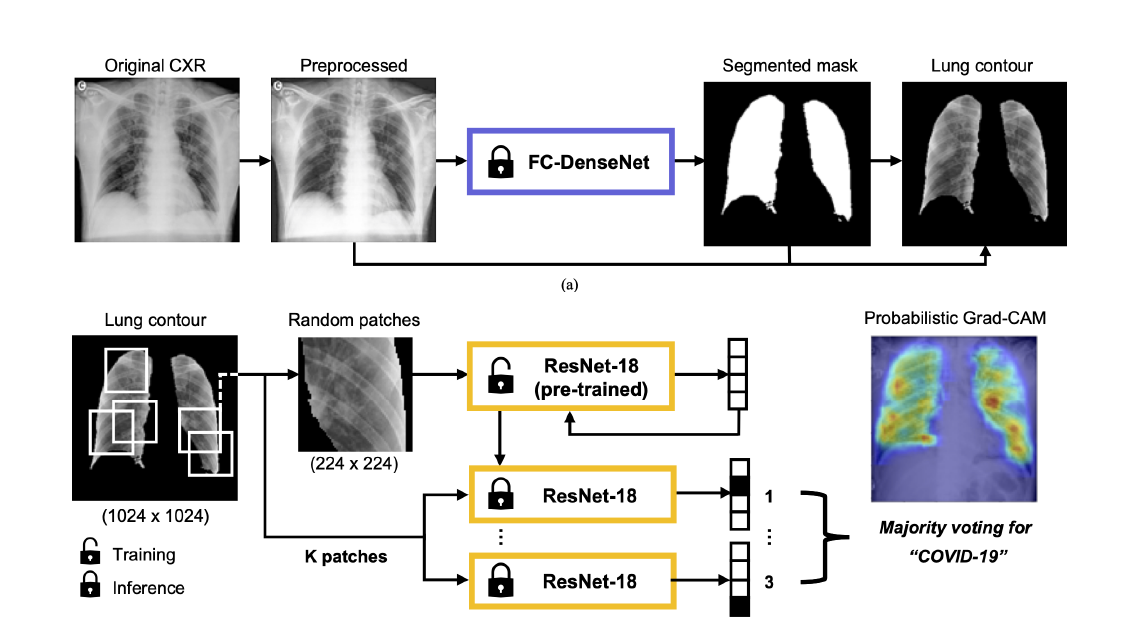 Original CXR
Preprocessed
Segmented mask
Lung contour
C
C
FC-DenseNet
(a)
Lung contour
Random patches
Probabilistic Grad-CAM
ResNet-18
(pre-trained)
(224 x 224)
(1024 x 1024)
ResNet-18
1
⋮
⋮
K patches
ResNet-18
3
Training
Inference
Majority voting for
“COVID-19”